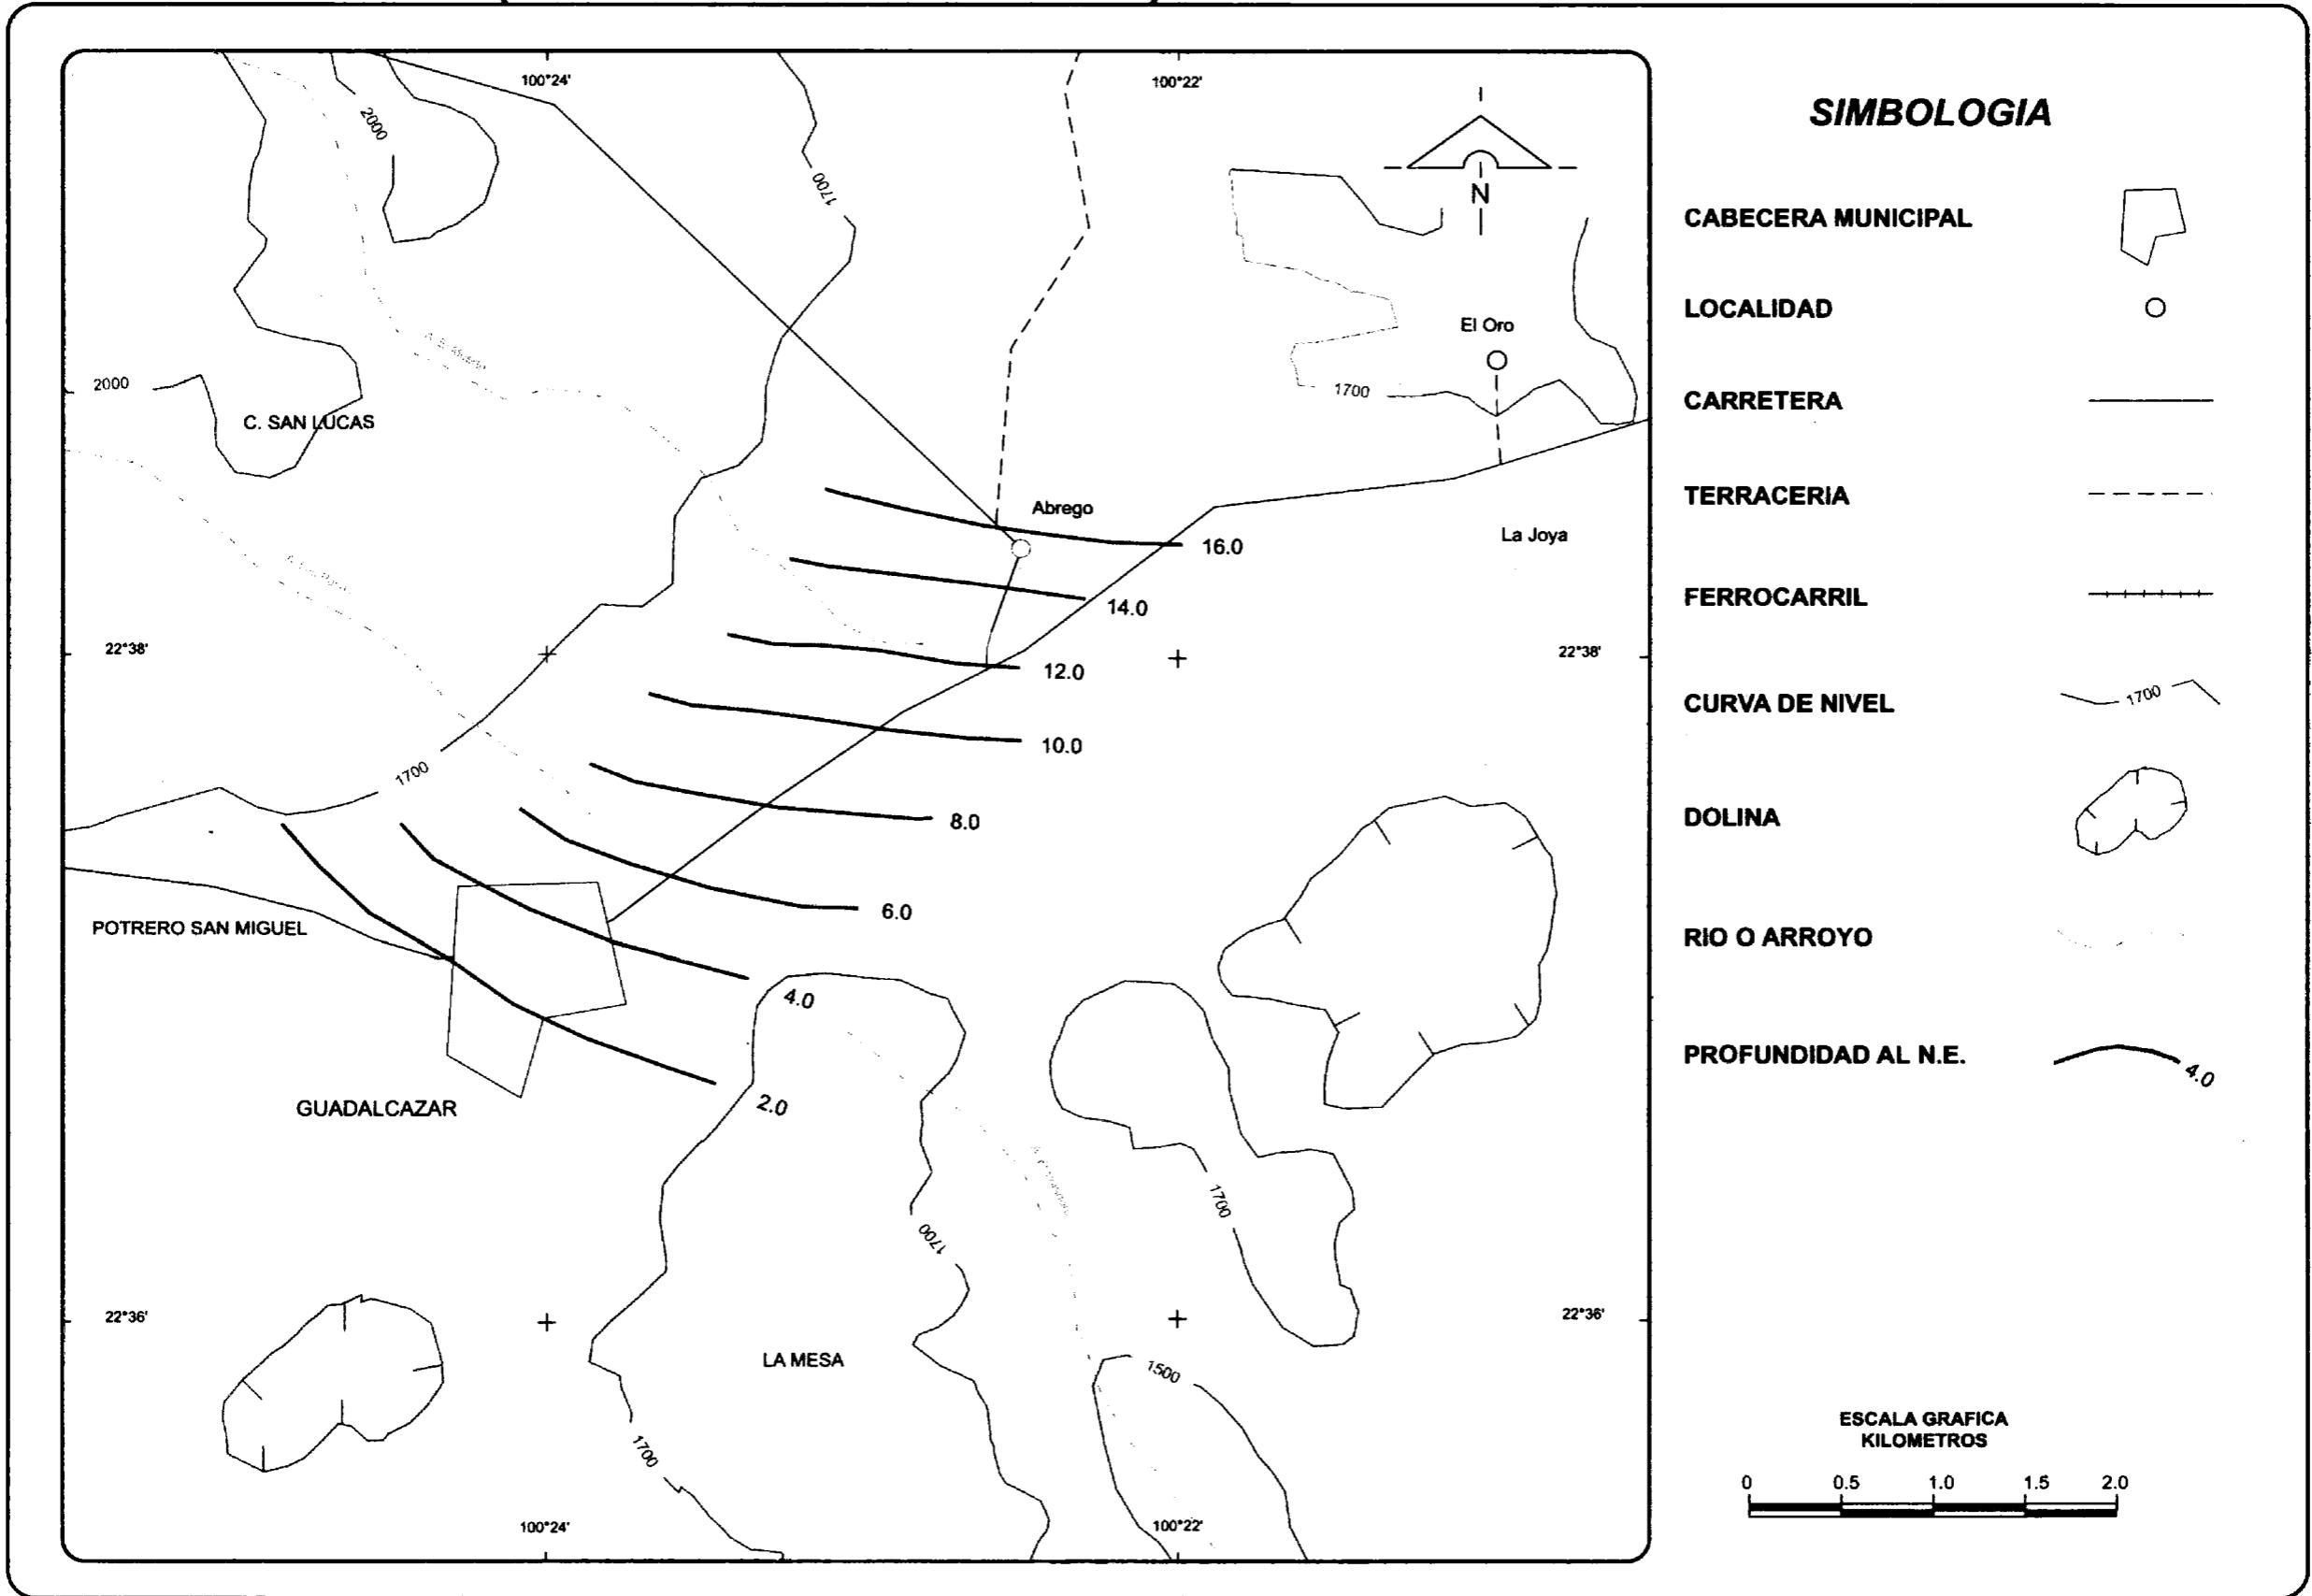 100°24'
100°22'
2000
1700
N
El Oro
2000
1700
C. SAN LUCAS
Abrego
16.0
La Joya
14.0
22°38'
22°38'
12.0
10.0
1700
8.0
6.0
POTRERO SAN MIGUEL
4.0
2.0
GUADALCAZAR
1700
1700
22°36'
22°36'
LA MESA
1500
1700
100°24'
100°22'
SIMBOLOGIA
CABECERA MUNICIPAL
LOCALIDAD
CARRETERA
TERRACERIA
FERROCARRIL
CURVA DE NIVEL
1700
DOLINA
RIO O ARROYO
PROFUNDIDAD AL N.E.
4.0
ESCALA GRAFICA
KILOMETROS
0 0.5 1.0 1.5 2.0